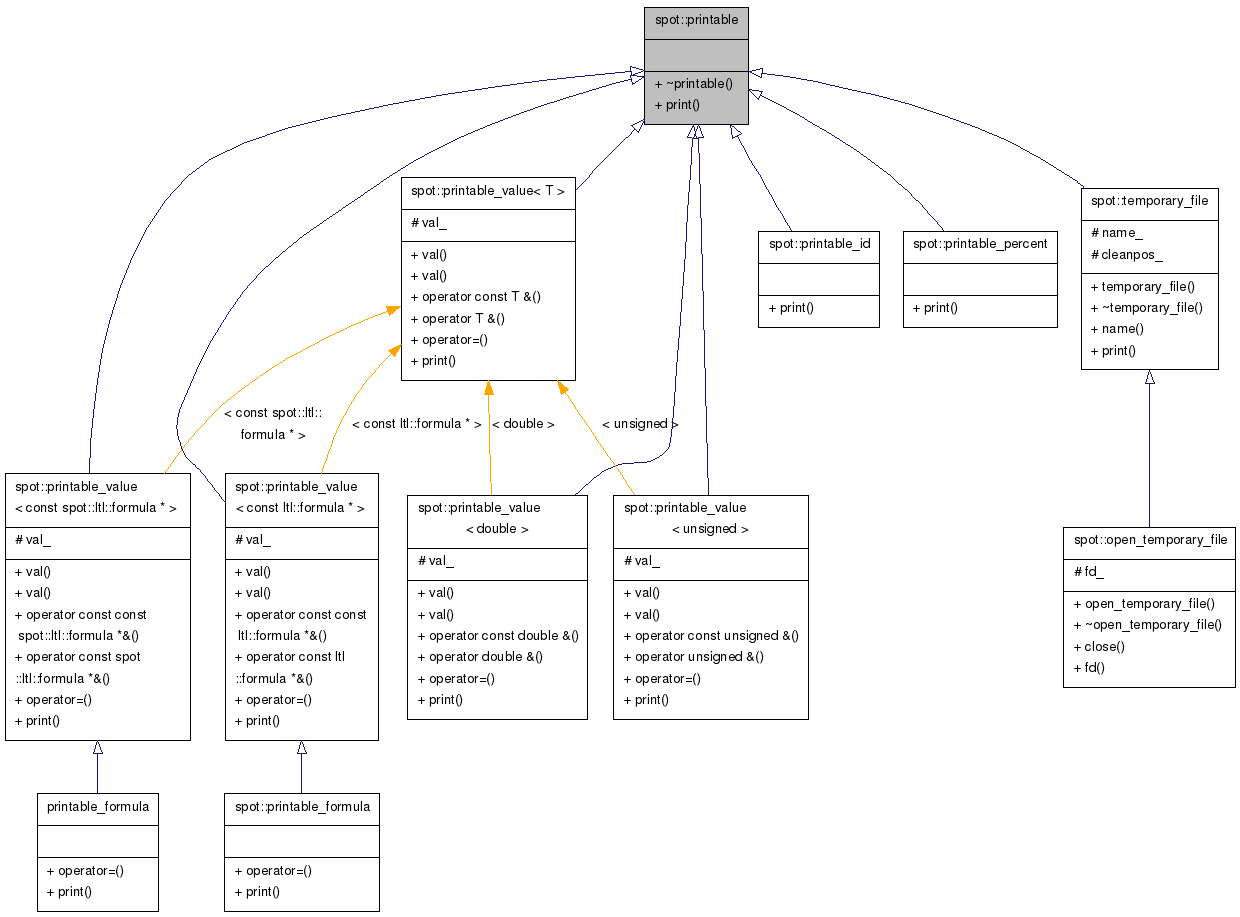 spot::printable
+ ~printable()
+ print()
spot::printable_value< T >
# val_
+ val()
+ val()
+ operator const T &()
+ operator T &()
+ operator=()
+ print()
spot::printable_id
+ print()
spot::printable_percent
+ print()
spot::temporary_file
# name_
# cleanpos_
+ temporary_file()
+ ~temporary_file()
+ name()
+ print()
< const spot::ltl::
formula * >
< const ltl::formula * >
< double >
< unsigned >
spot::printable_value
< const spot::ltl::formula * >
# val_
+ val()
+ val()
+ operator const const
spot::ltl::formula *&()
+ operator const spot
::ltl::formula *&()
+ operator=()
+ print()
spot::printable_value
< const ltl::formula * >
# val_
+ val()
+ val()
+ operator const const
ltl::formula *&()
+ operator const ltl
::formula *&()
+ operator=()
+ print()
spot::printable_value
< double >
# val_
+ val()
+ val()
+ operator const double &()
+ operator double &()
+ operator=()
+ print()
spot::printable_value
< unsigned >
# val_
+ val()
+ val()
+ operator const unsigned &()
+ operator unsigned &()
+ operator=()
+ print()
spot::open_temporary_file
# fd_
+ open_temporary_file()
+ ~open_temporary_file()
+ close()
+ fd()
printable_formula
+ operator=()
+ print()
spot::printable_formula
+ operator=()
+ print()